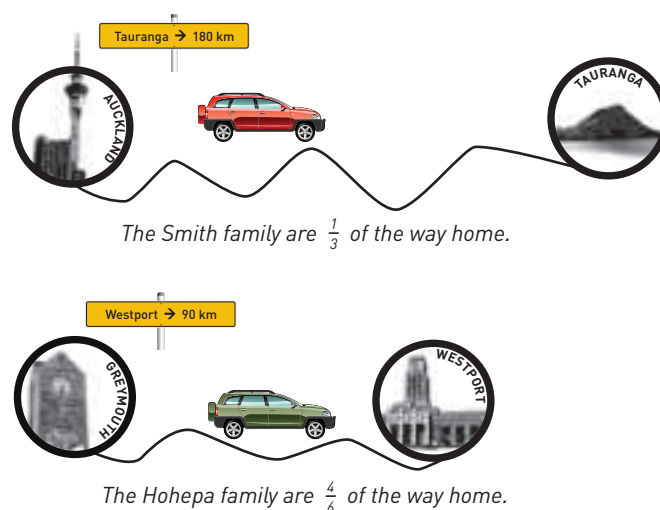 Tauranga → 180 km
AUCKLAND
TAURANGA
The Smith family are 1/3 of the way home.
Westport → 90 km
GREYMOUTH
WESTPORT
The Hohepa family are 4/6 of the way home.